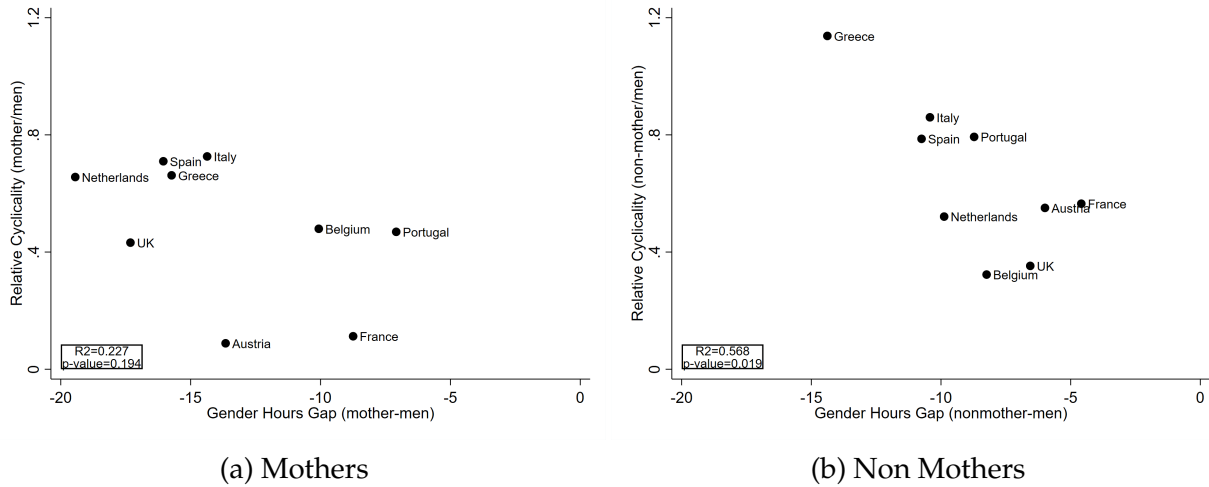 Relative Cyclicality (mother/men)
1.2
.8
.4
0
Spain
Italy
Netherlands
Greece
UK
Belgium
Portugal
Austria
France
R2=0.227
p-value=0.194
-20
-15
-10
-5
0
Gender Hours Gap (mother-men)
(a) Mothers
Relative Cyclicality (non-mother/men)
1.2
.8
.4
0
Greece
Italy
Spain
Portugal
Netherlands
Austria
France
UK
Belgium
R2=0.568
p-value=0.019
-20
-15
-10
-5
0
Gender Hours Gap (nonmother-men)
(b) Non Mothers